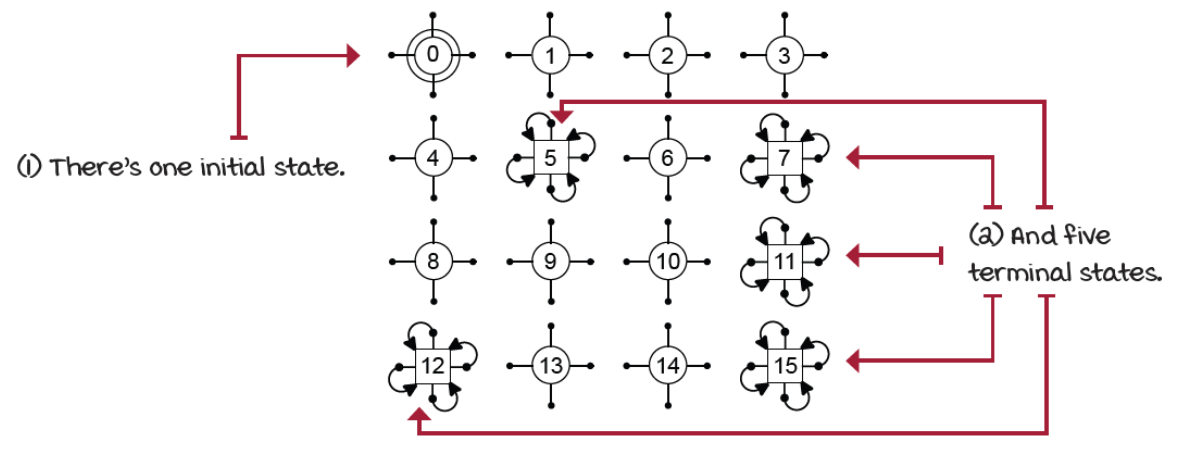 0 1 2 3
(1) There's one initial state.
4 5 6 7
(2) And five
terminal states.
8 9 10 11
12 13 14 15